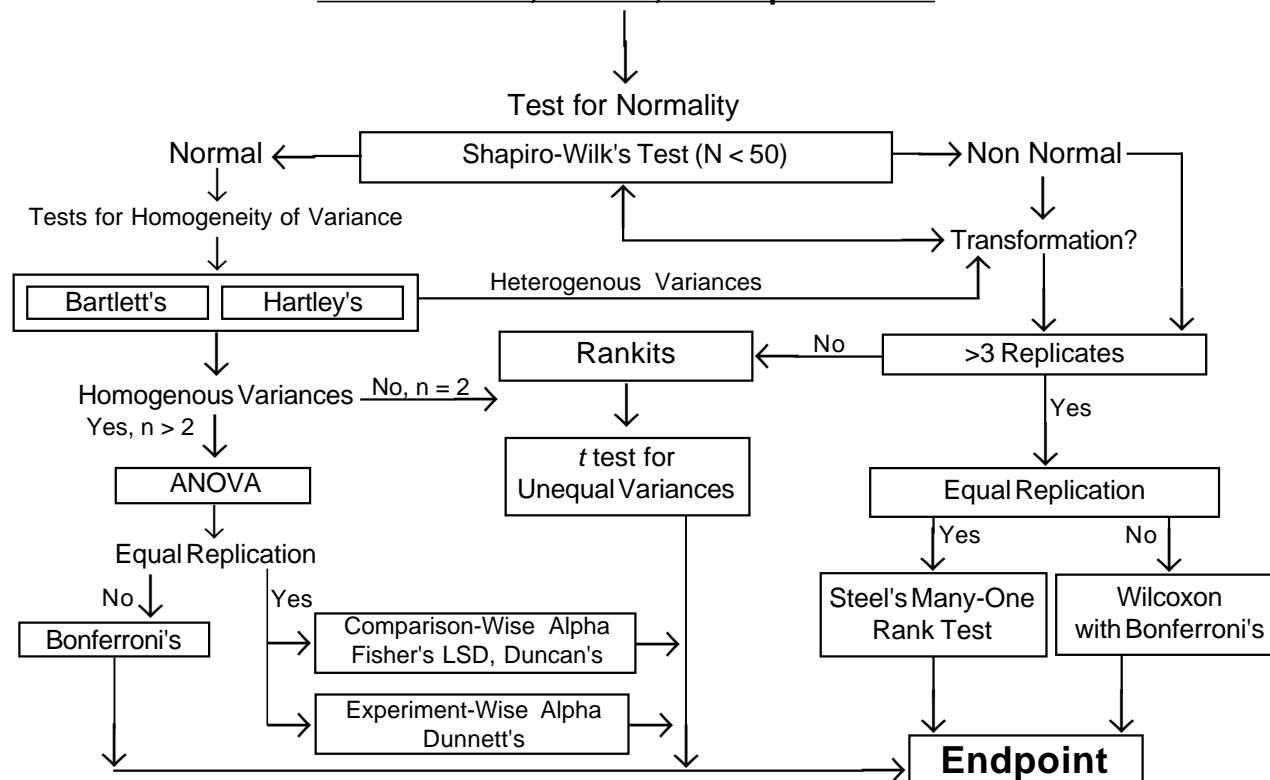 Test for Normality
Normal
Shapiro-Wilk's Test (N < 50)
Non Normal
Tests for Homogeneity of Variance
Transformation?
Bartlett's
Hartley's
Heterogenous Variances
Rankits
No
>3 Replicates
Homogenous Variances
No, n = 2
Yes, n > 2
Yes
t test for
Unequal Variances
ANOVA
Equal Replication
Equal Replication
Yes
No
No
Yes
Bonferroni's
Comparison-Wise Alpha
Fisher's LSD, Duncan's
Steel's Many-One
Rank Test
Wilcoxon
with Bonferroni's
Experiment-Wise Alpha
Dunnett's
Endpoint